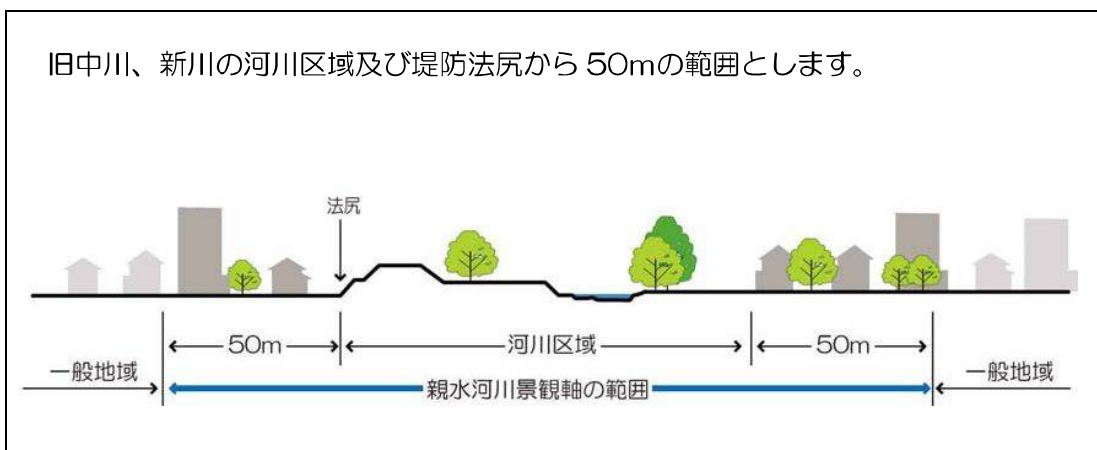 旧中川、新川の河川区域及び堤防法尻から50mの範囲とします。
法尻
50m
河川区域
50m
一般地域
親水河川景観軸の範囲
一般地域